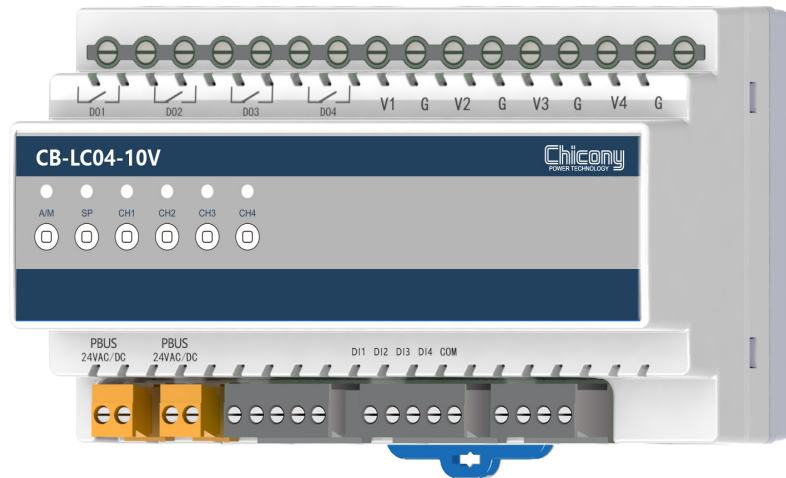 DO1 DO2 DO3 DO4 V1 G V2 G V3 G V4 G
CB-LC04-10V
Chicony
POWER TECHNOLOGY
A/M SP CH1 CH2 CH3 CH4
PBUS PBUS
24VAC/DC 24VAC/DC
DI1 DI2 DI3 DI4 COM